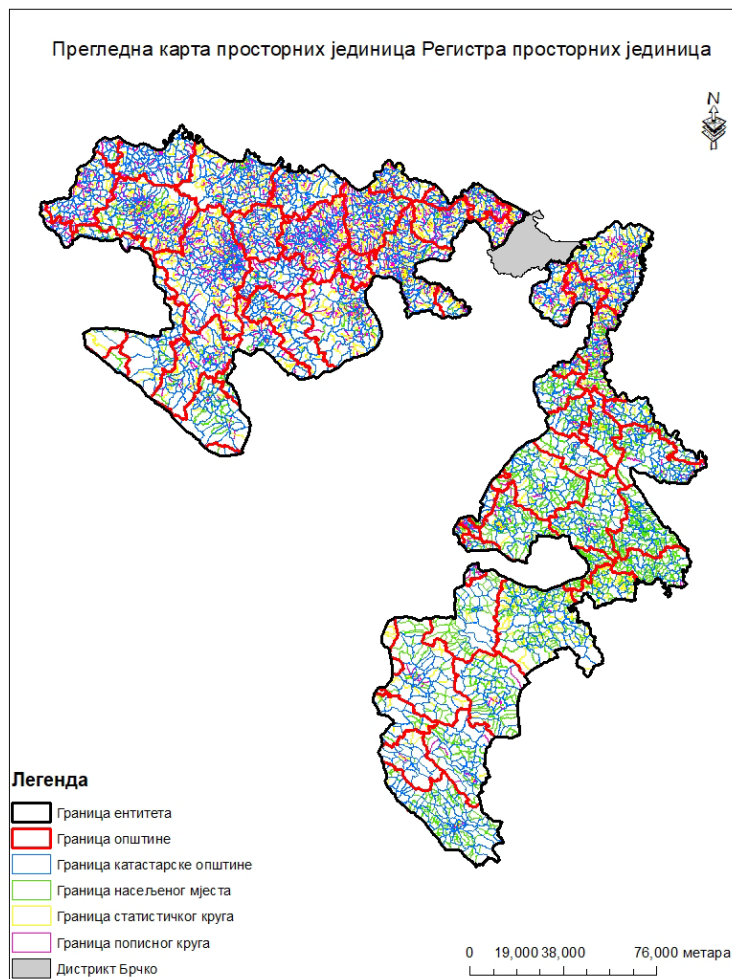 Прегледна карта просторних јединица Регистра просторних јединица
N
Легенда
Граница ентитета
Граница општине
Граница катастарске општине
Граница насељеног мјеста
Граница статистичког круга
Граница пописног круга
Дистрикт Брчко
0 19,000 38,000 76,000 метара